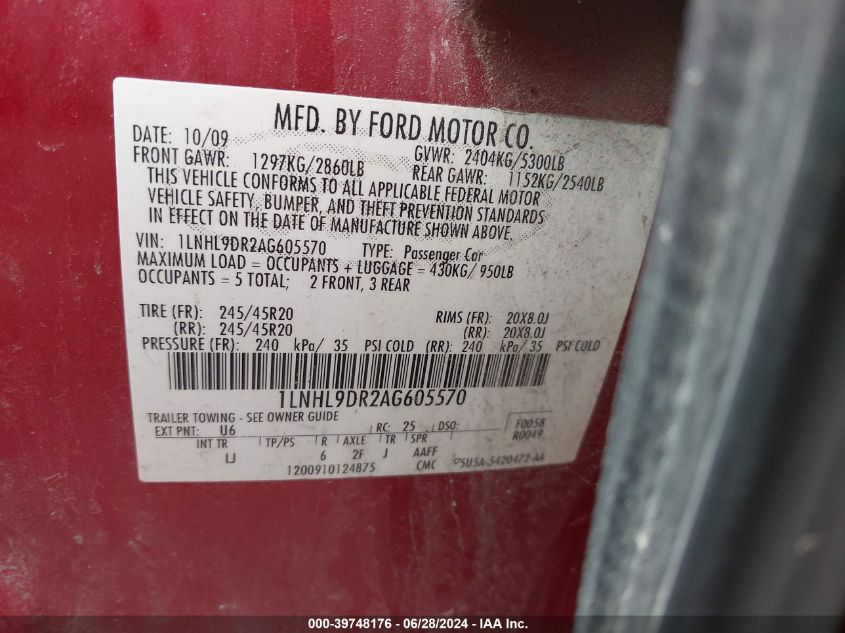 MFD. BY FORD MOTOR CO.
DATE: 10/09 GVWR: 2404KG/5300LB
FRONT GAWR: 1297KG/2860LB REAR GAWR: 1152KG/2540LB
THIS VEHICLE CONFORMS TO ALL APPLICABLE FEDERAL MOTOR
VEHICLE SAFETY, BUMPER, AND THEFT PREVENTION STANDARDS
IN EFFECT ON THE DATE OF MANUFACTURE SHOWN ABOVE.
VIN: 1LNHL9DR2AG605570 TYPE: Passenger Car
MAXIMUM LOAD = OCCUPANTS + LUGGAGE = 430KG/ 950LB
OCCUPANTS = 5 TOTAL; 2 FRONT, 3 REAR
TIRE (FR): 245/45R20 RIMS (FR): 20X8.0J
(RR): 245/45R20 (RR): 20X8.0J
PRESSURE (FR): 240 kPa/ 35 PSI COLD (RR): 240 kPa/ 35 PSI COLD
1LNHL9DR2AG605570
TRAILER TOWING - SEE OWNER GUIDE
EXT PNT: U6 RC: 25 DSO: F0058
R0049
INT TR TP/PS R AXLE TR SPR
LJ 6 2F J AAFF
1200910124875 CMC 5U5A-5420472-AA
000-39748176 - 06/28/2024 - IAA Inc.